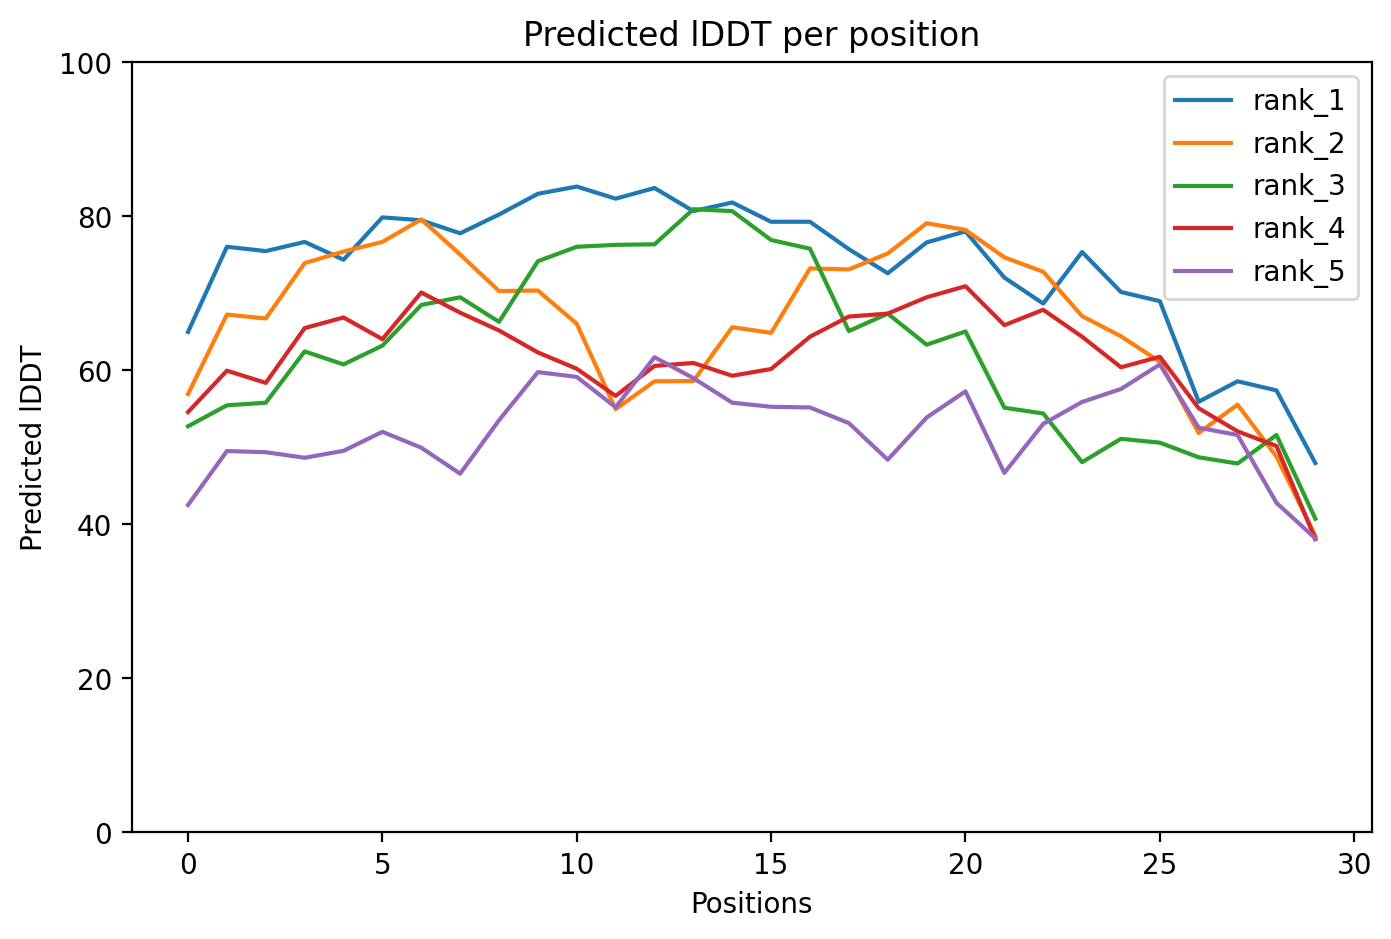 Predicted lDDT per position
100
80
60
40
20
0
Predicted lDDT
rank_1
rank_2
rank_3
rank_4
rank_5
0 5 10 15 20 25 30
Positions